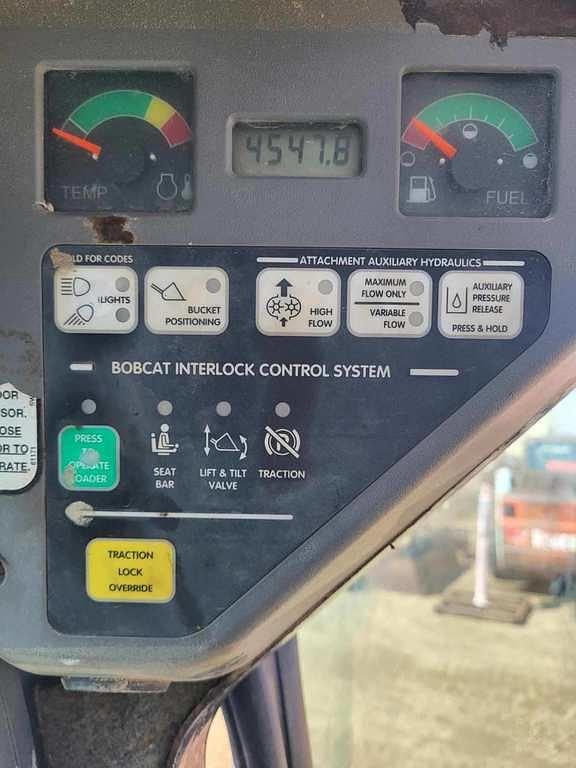 TEMP
4547.8
FUEL
LD FOR CODES
ATTACHMENT AUXILIARY HYDRAULICS
LIGHTS
BUCKET
POSITIONING
HIGH
FLOW
MAXIMUM
FLOW ONLY
VARIABLE
FLOW
AUXILIARY
PRESSURE
RELEASE
PRESS & HOLD
BOBCAT INTERLOCK CONTROL SYSTEM
OOR
SOR.
OSE
OR TO
RATE
PRESS
OPERATE
LOADER
SEAT
BAR
LIFT & TILT
VALVE
TRACTION
TRACTION
LOCK
OVERRIDE